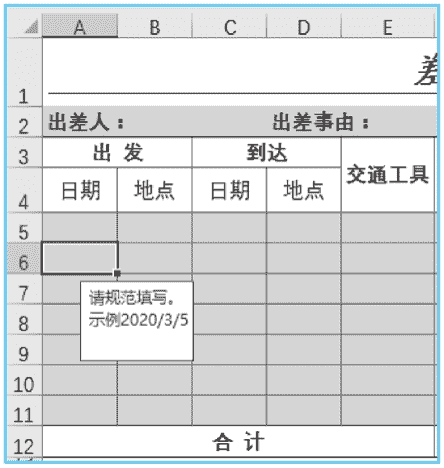 A B C D E
1
2 出差人： 出差事由：
3 出 发 到达
交通工具
4 日期 地点 日期 地点
5
6
7
请规范填写。
8 示例2020/3/5
9
10
11
12 合 计